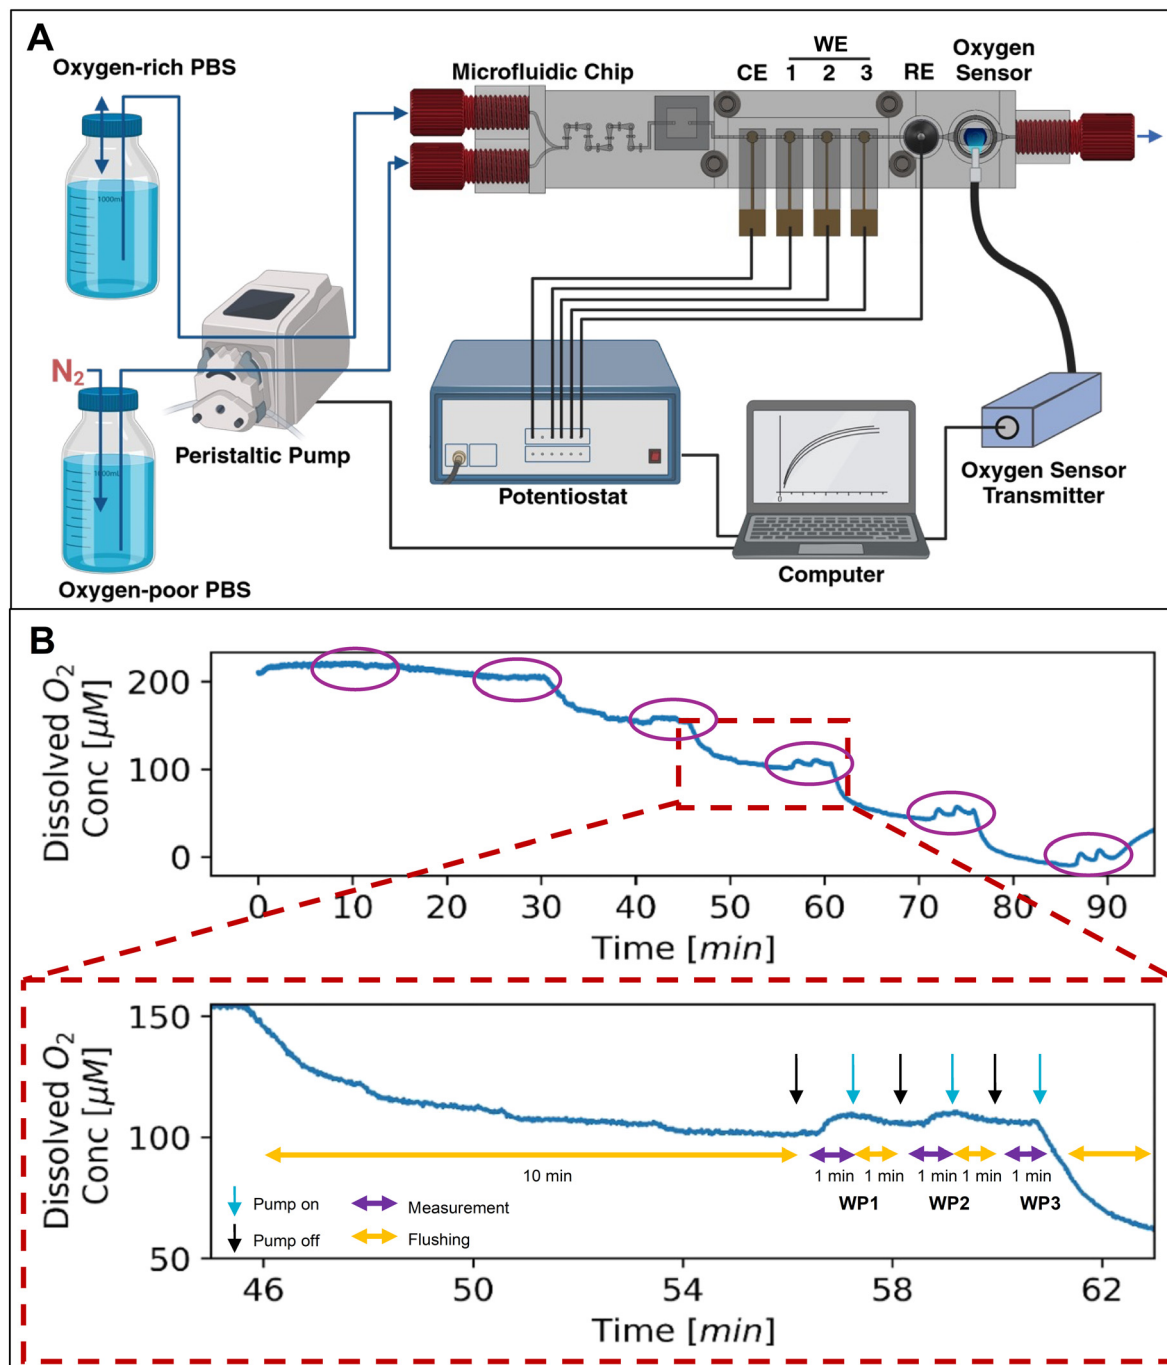 A
Oxygen-rich PBS
1000mL
Microfluidic Chip
WE
CE 1 2 3 RE
Oxygen
Sensor
N₂
1000mL
Peristaltic Pump
Oxygen-poor PBS
Potentiostat
0
Computer
Oxygen Sensor
Transmitter
B
Dissolved O₂
Conc [μM]
200
100
0
0 10 20 30 40 50 60 70 80 90
Time [min]
Dissolved O₂
Conc [μM]
150
100
50
10 min
1 min 1 min 1 min 1 min 1 min
WP1 WP2 WP3
Pump on
Measurement
Pump off
Flushing
46 50 54 58 62
Time [min]